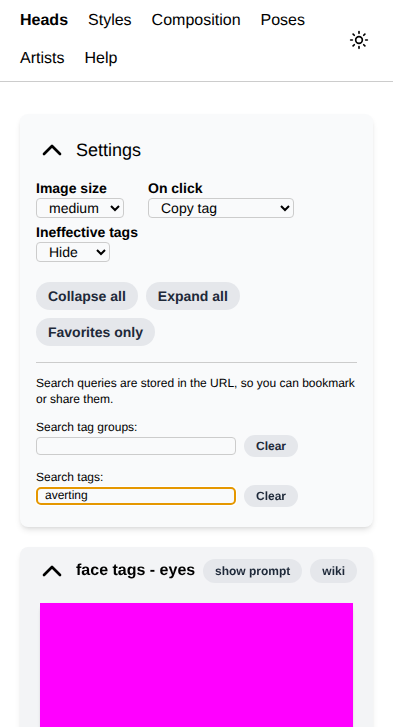 Heads Styles Composition Poses
Artists Help
Settings
Image size On click
medium Copy tag
Ineffective tags
Hide
Collapse all Expand all
Favorites only
Search queries are stored in the URL, so you can bookmark
or share them.
Search tag groups:
Clear
Search tags:
averting Clear
face tags - eyes show prompt wiki